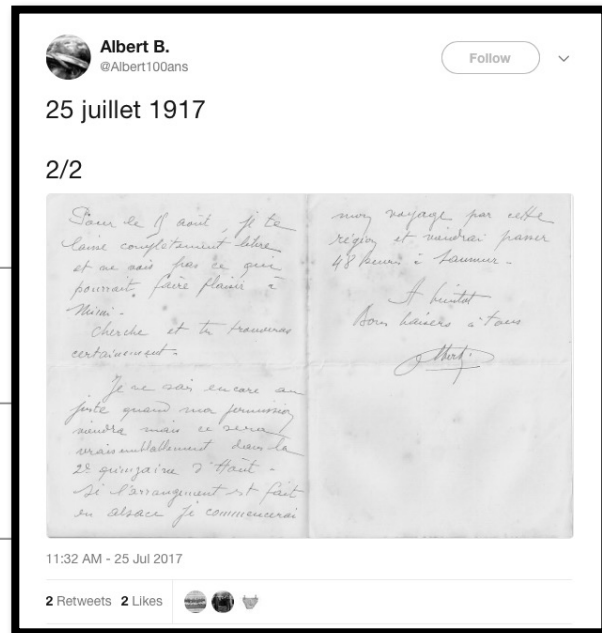 Albert B.
@Albert100ans
Follow
25 juillet 1917
2/2
Pour le 15 août, je te
laisse complètement libre
et ne sais pas ce qui
pourrait faire plaisir à
Mimi.
Cherche et tu trouveras
certainement.
Je ne sais encore au
juste quand ma permission
viendra mais ce sera
vraisemblablement dans la
2e quinzaine d'Août -
Si l'arrangement est fait
en alsace je commencerai
mon voyage par cette
région et viendrai passer
48 heures à Saumur -
A bientôt
Bons baisers à tous
Albert.
11:32 AM - 25 Jul 2017
2 Retweets 2 Likes